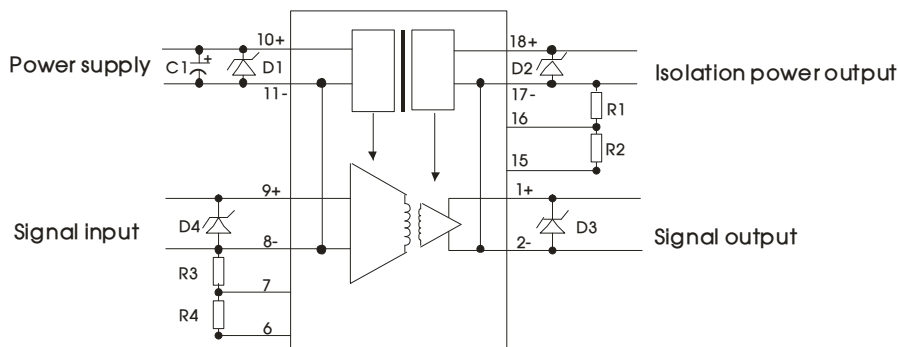 10+
18+
Power supply
C1
+
D1
D2
Isolation power output
11-
17-
R1
16
R2
15
9+
1+
Signal input
D4
D3
Signal output
8-
2-
R3
7
R4
6